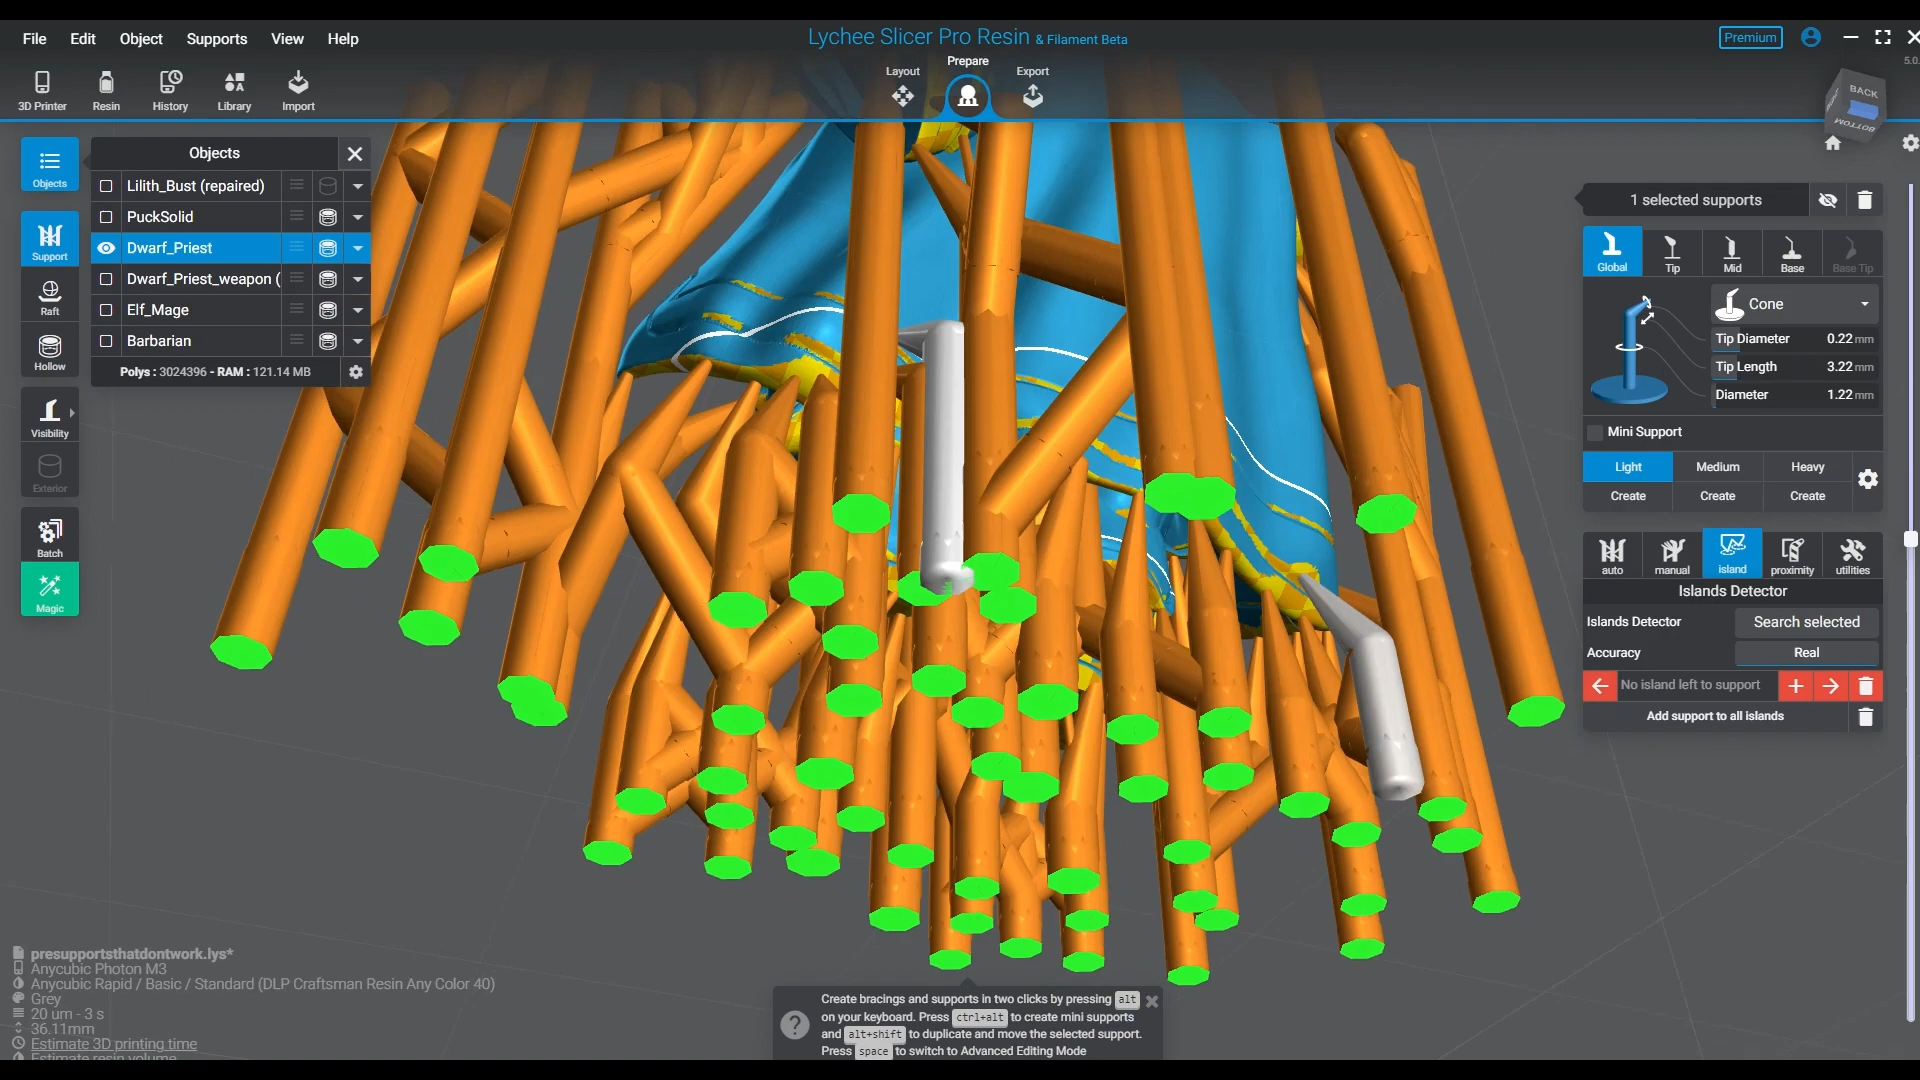 File Edit Object Supports View Help
Lychee Slicer Pro Resin & Filament Beta
Premium
5.0.
3D Printer Resin History Library Import
Layout Prepare Export
BACK
BOTTOM
Objects
Objects
Lilith_Bust (repaired)
PuckSolid
Dwarf_Priest
Dwarf_Priest_weapon (
Elf_Mage
Barbarian
Polys : 3024396 - RAM : 121.14 MB
Support
Raft
Hollow
Visibility
Exterior
Batch
Magic
1 selected supports
Global Tip Mid Base Base Tip
Cone
Tip Diameter 0.22 mm
Tip Length 3.22 mm
Diameter 1.22 mm
Mini Support
Light Medium Heavy
Create Create Create
auto manual island proximity utilities
Islands Detector
Islands Detector Search selected
Accuracy Real
No island left to support
Add support to all islands
presupportsthatdontwork.lys*
Anycubic Photon M3
Anycubic Rapid / Basic / Standard (DLP Craftsman Resin Any Color 40)
Grey
20 um - 3 s
36.11mm
Estimate 3D printing time
Estimate resin volume
Create bracings and supports in two clicks by pressing alt
on your keyboard. Press ctrl+alt to create mini supports
and alt+shift to duplicate and move the selected support.
Press space to switch to Advanced Editing Mode